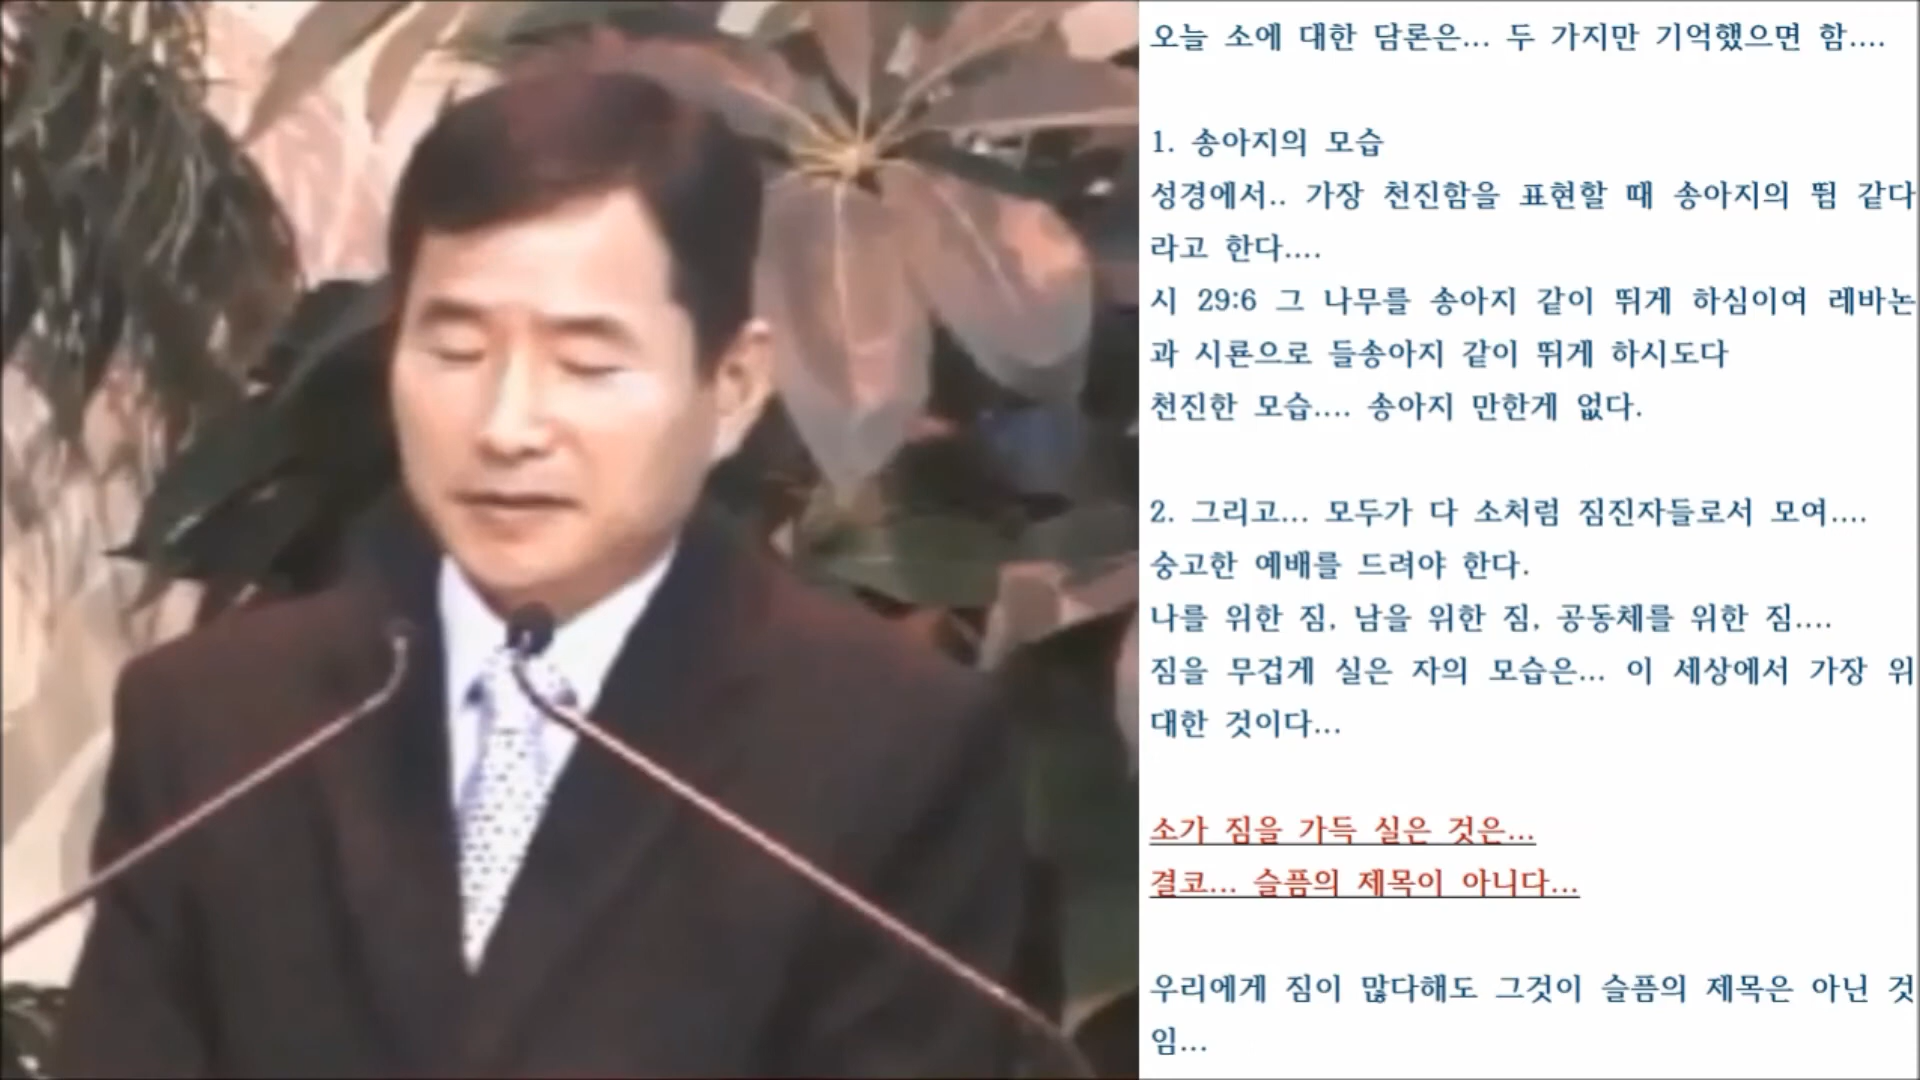 오늘 소에 대한 담론은... 두 가지만 기억했으면 함....
1. 송아지의 모습
성경에서.. 가장 천진함을 표현할 때 송아지의 뜀 같다
라고 한다....
시 29:6 그 나무를 송아지 같이 뛰게 하심이여 레바논
과 시룐으로 들송아지 같이 뛰게 하시도다
천진한 모습.... 송아지 만한게 없다.
2. 그리고... 모두가 다 소처럼 짐진자들로서 모여....
숭고한 예배를 드려야 한다.
나를 위한 짐, 남을 위한 짐, 공동체를 위한 짐....
짐을 무겁게 실은 자의 모습은... 이 세상에서 가장 위
대한 것이다...
소가 짐을 가득 실은 것은...
결코... 슬픔의 제목이 아니다...
우리에게 짐이 많다해도 그것이 슬픔의 제목은 아닌 것
임...